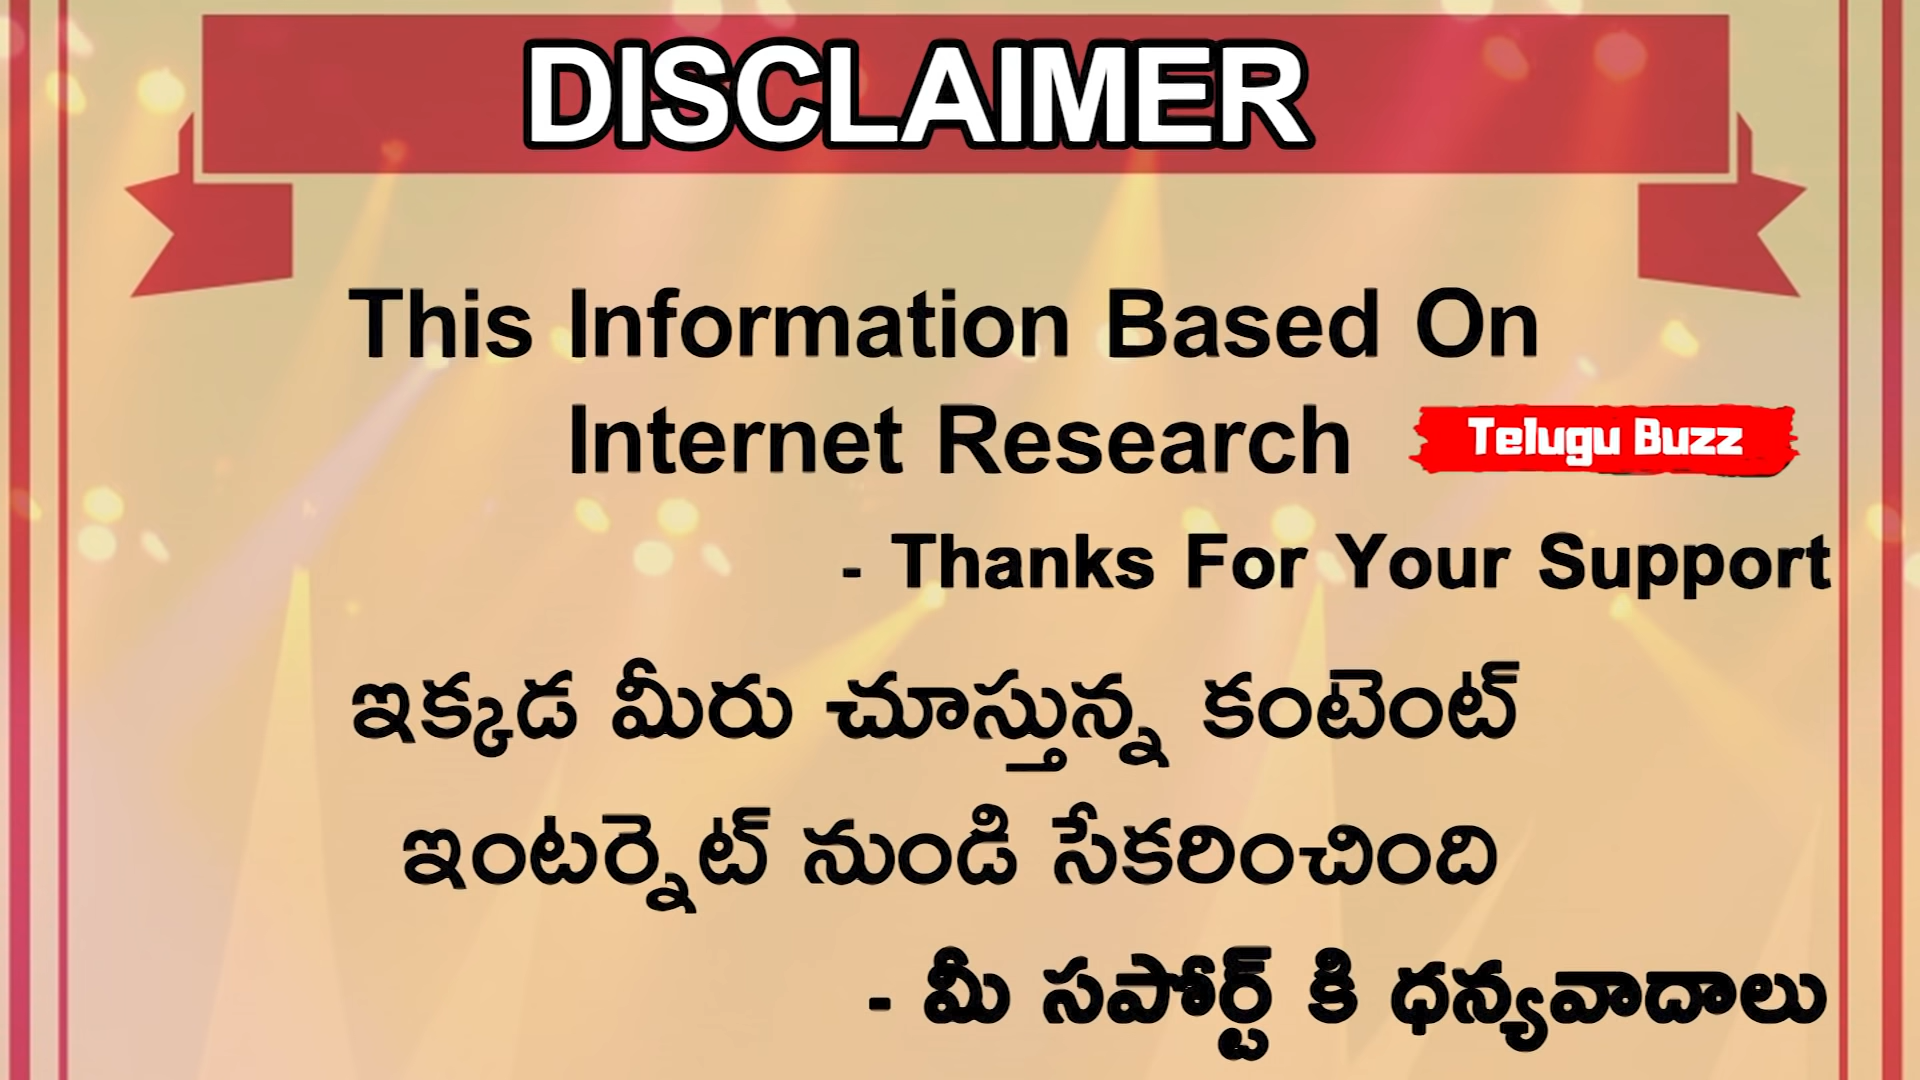 DISCLAIMER
This Information Based On
Internet Research
Telugu Buzz
- Thanks For Your Support
ఇక్కడ మీరు చూస్తున్న కంటెంట్
ఇంటర్నెట్ నుండి సేకరించింది
- మీ సపోర్ట్ కి ధన్యవాదాలు